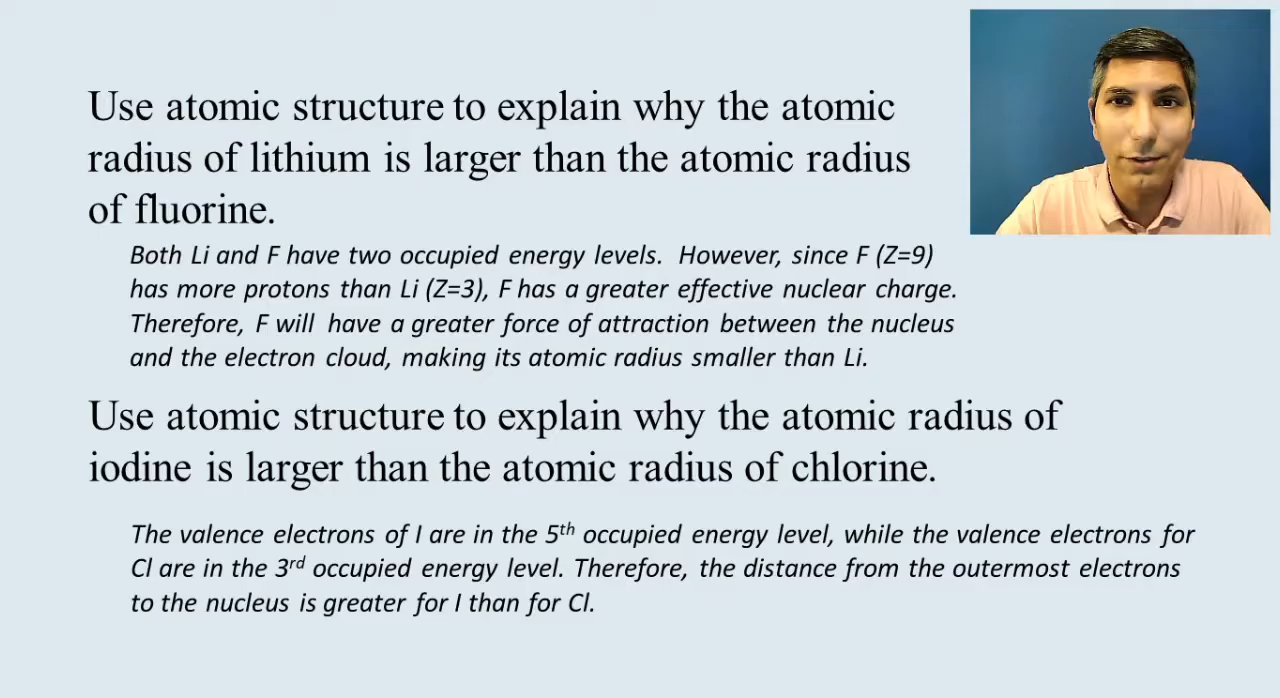 Use atomic structure to explain why the atomic
radius of lithium is larger than the atomic radius
of fluorine.
Both Li and F have two occupied energy levels. However, since F (Z=9)
has more protons than Li (Z=3), F has a greater effective nuclear charge.
Therefore, F will have a greater force of attraction between the nucleus
and the electron cloud, making its atomic radius smaller than Li.
Use atomic structure to explain why the atomic radius of
iodine is larger than the atomic radius of chlorine.
The valence electrons of I are in the 5th occupied energy level, while the valence electrons for
Cl are in the 3rd occupied energy level. Therefore, the distance from the outermost electrons
to the nucleus is greater for I than for Cl.